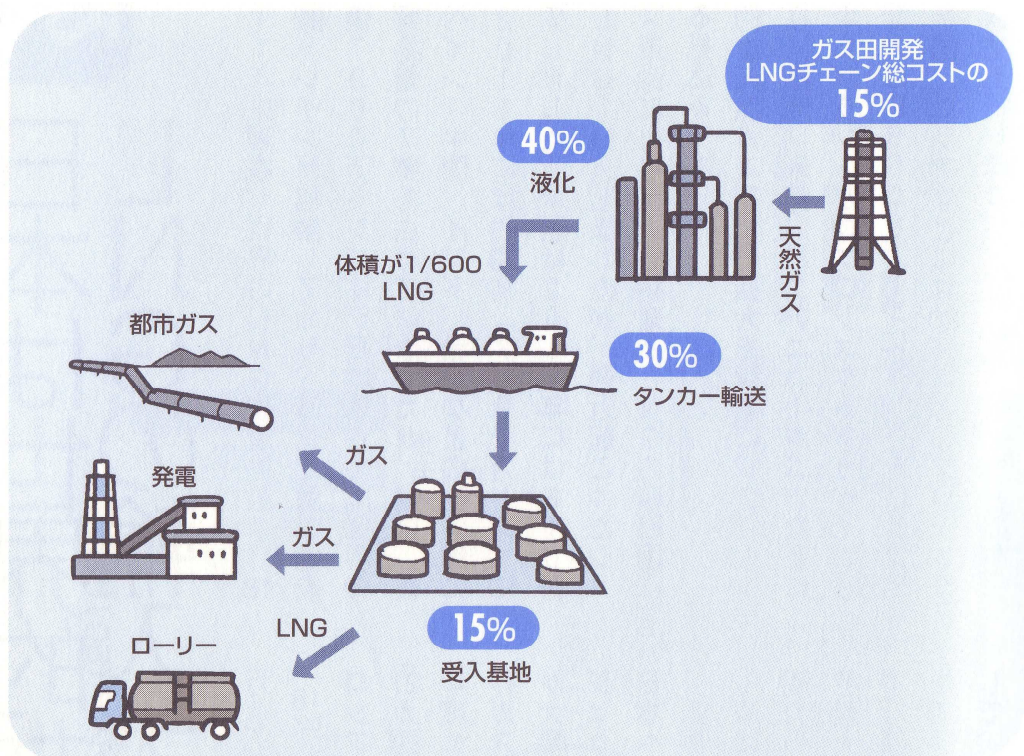 ガス田開発
LNGチェーン総コストの
15%
40%
液化
天然ガス
体積が1/600
LNG
都市ガス
30%
タンカー輸送
ガス
発電
ガス
LNG
15%
ローリー
受入基地